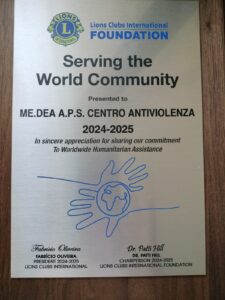 LIONS
INTERNATIONAL
Lions Clubs International
FOUNDATION
Serving the
World Community
Presented to
ME.DEA A.P.S. CENTRO ANTIVIOLENZA
2024-2025
In sincere appreciation for sharing our commitment
To Worldwide Humanitarian Assistance
Fabrício Oliveira
FABRÍCIO OLIVEIRA
PRESIDENT 2024-2025
LIONS CLUBS INTERNATIONAL
Dr. Patti Hill
DR. PATTI HILL
CHAIRPERSON 2024-2025
LIONS CLUBS INTERNATIONAL FOUNDATION